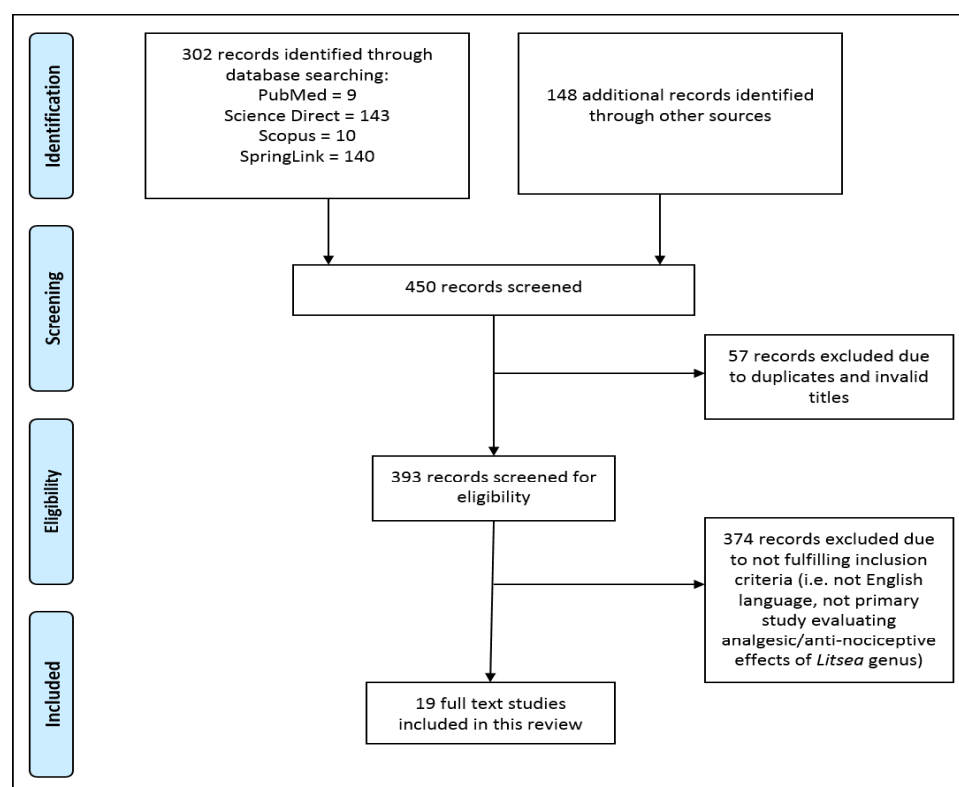 Identification
302 records identified through
database searching:
PubMed = 9
Science Direct = 143
Scopus = 10
SpringLink = 140
148 additional records identified
through other sources
Screening
450 records screened
57 records excluded due
to duplicates and invalid
titles
Eligibility
393 records screened for
eligibility
374 records excluded due
to not fulfilling inclusion
criteria (i.e. not English
language, not primary
study evaluating
analgesic/anti-nociceptive
effects of Litsea genus)
Included
19 full text studies
included in this review